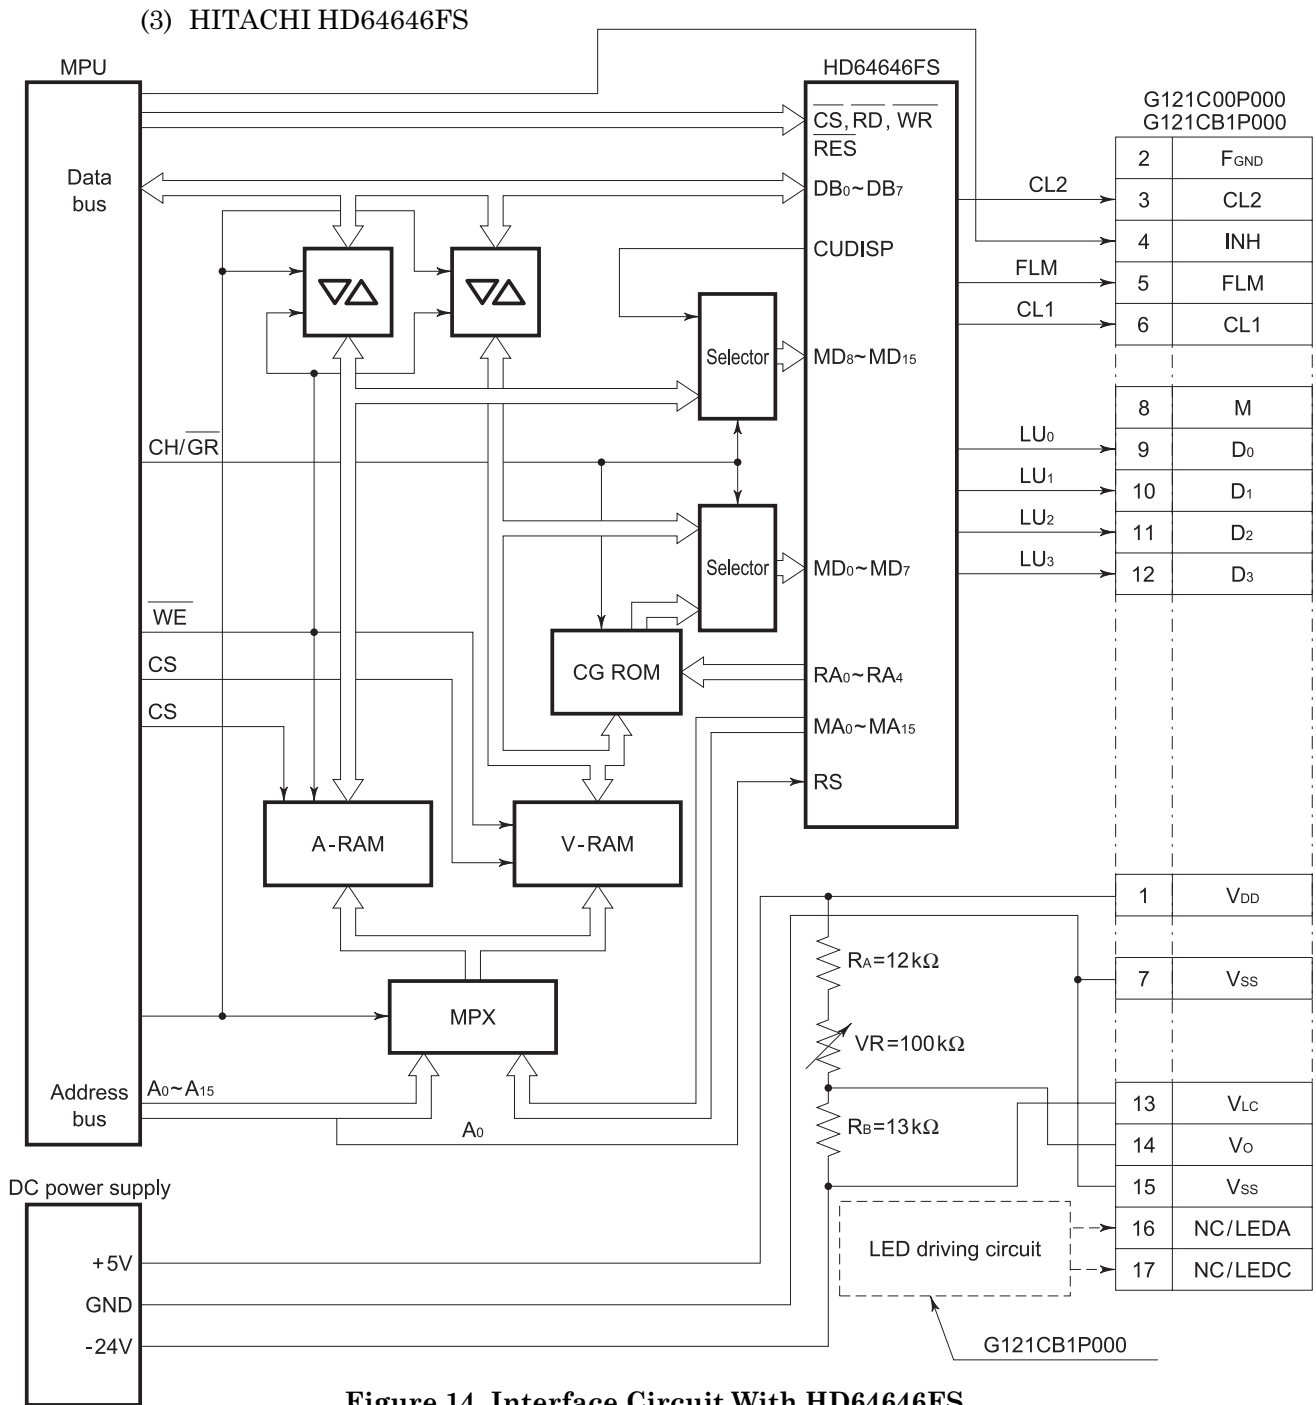 (3) HITACHI HD64646FS
MPU
HD64646FS
G121C00P000
G121CB1P000
CS, RD, WR
RES
2 FGND
Data
bus
DB0~DB7
CL2
3 CL2
CUDISP
4 INH
FLM
5 FLM
CL1
6 CL1
Selector
MD8~MD15
8 M
CH/GR
LU0
9 D0
LU1
10 D1
LU2
11 D2
LU3
12 D3
Selector
MD0~MD7
WE
CS
CG ROM
RA0~RA4
CS
MA0~MA15
RS
A-RAM
V-RAM
1 VDD
RA=12kΩ
7 VSS
MPX
VR=100kΩ
Address
bus
A0~A15
A0
RB=13kΩ
13 VLC
14 VO
15 VSS
16 NC/LEDA
17 NC/LEDC
DC power supply
LED driving circuit
+5V
GND
-24V
G121CB1P000
Figure 14. Interface Circuit With HD64646FS